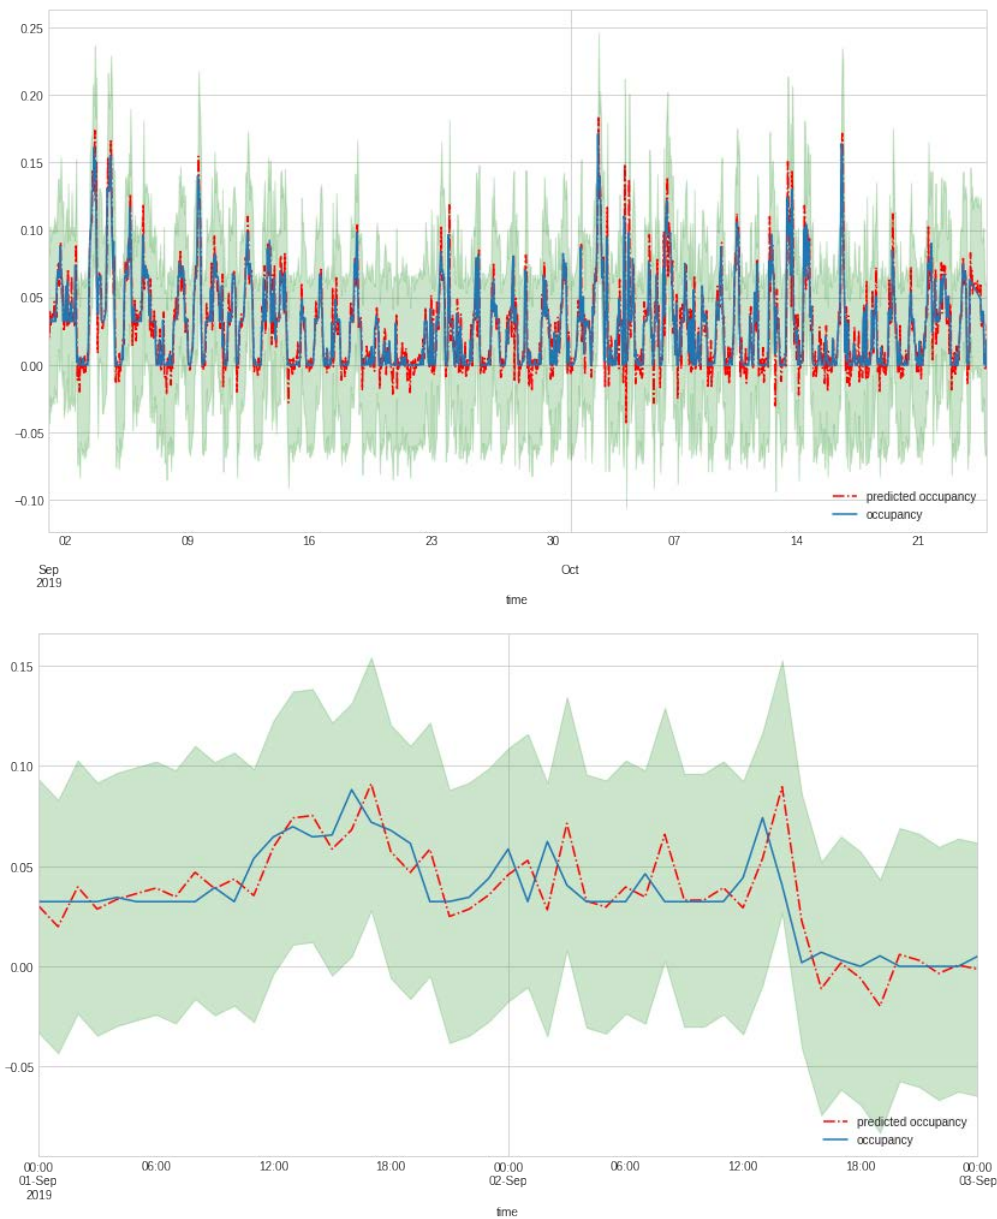 0.25
0.20
0.15
0.10
0.05
0.00
−0.05
−0.10
predicted occupancy
occupancy
02 09 16 23 30 07 14 21
Sep Oct
2019
time
0.15
0.10
0.05
0.00
−0.05
predicted occupancy
occupancy
00:00 06:00 12:00 18:00 00:00 06:00 12:00 18:00 00:00
01-Sep 02-Sep 03-Sep
2019
time